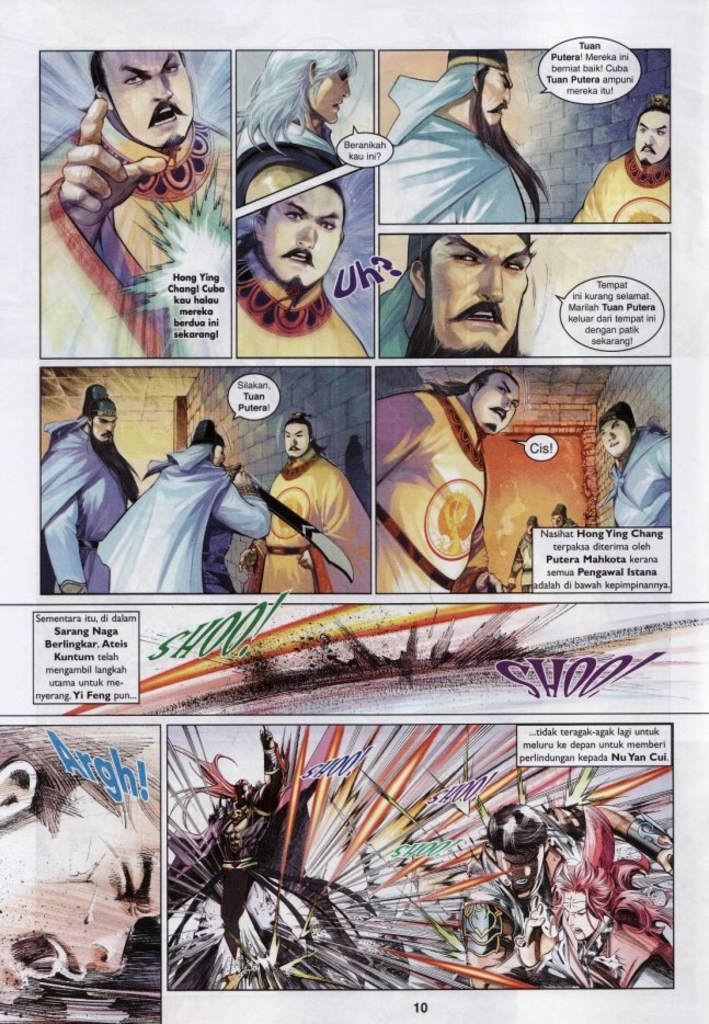 Hong Ying
Chang! Cuba
kau halau
mereka
berdua ini
sekarang!
Beranikah
kau ini?
Uh?
Tuan
Putera! Mereka ini
berniat baik! Cuba
Tuan Putera ampuni
mereka itu!
Tempat
ini kurang selamat.
Marilah Tuan Putera
keluar dari tempat ini
dengan patik
sekarang!
Silakan,
Tuan
Putera!
Cis!
Nasihat Hong Ying Chang
terpaksa diterima oleh
Putera Mahkota kerana
semua Pengawal Istana
adalah di bawah kepimpinannya.
Sementara itu, di dalam
Sarang Naga
Berlingkar, Ateis
Kuntum telah
mengambil langkah
utama untuk me-
nyerang. Yi Feng pun...
SHOO!
SHOO!
Argh!
...tidak teragak-agak lagi untuk
meluru ke depan untuk memberi
perlindungan kepada Nu Yan Cui.
SHOO!
SHOO!
SHOO!
10